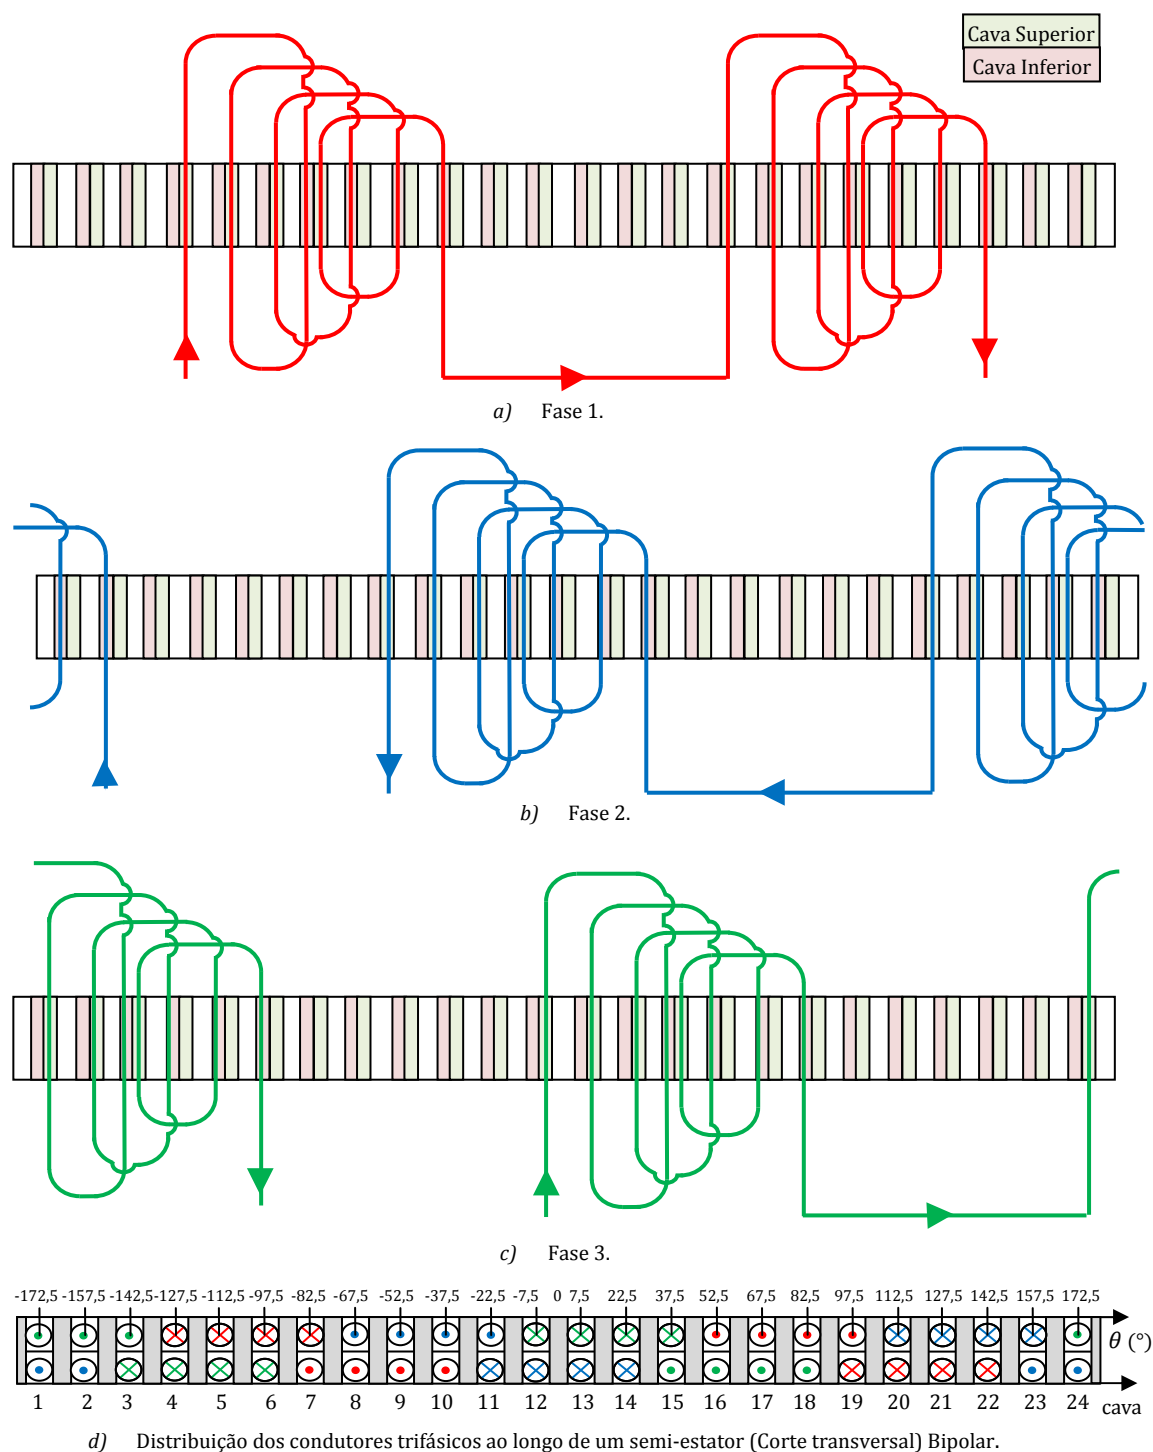 Cava Superior
Cava Inferior
a) Fase 1.
b) Fase 2.
c) Fase 3.
-172,5 -157,5 -142,5 -127,5 -112,5 -97,5 -82,5 -67,5 -52,5 -37,5 -22,5 -7,5 0 7,5 22,5 37,5 52,5 67,5 82,5 97,5 112,5 127,5 142,5 157,5 172,5
θ (°)
1 2 3 4 5 6 7 8 9 10 11 12 13 14 15 16 17 18 19 20 21 22 23 24 cava
d) Distribuição dos condutores trifásicos ao longo de um semi-estator (Corte transversal) Bipolar.